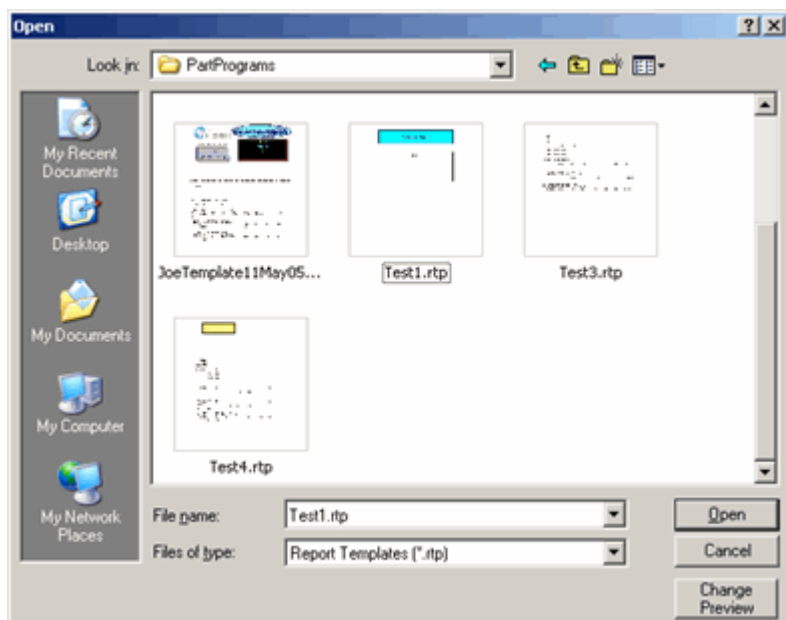 Open
Look in:
PartPrograms
My Recent
Documents
Desktop
My Documents
My Computer
My Network
Places
JoeTemplate11May05...
Test1.rtp
Test3.rtp
Test4.rtp
File name:
Test1.rtp
Open
Files of type:
Report Templates (*.rtp)
Cancel
Change
Preview